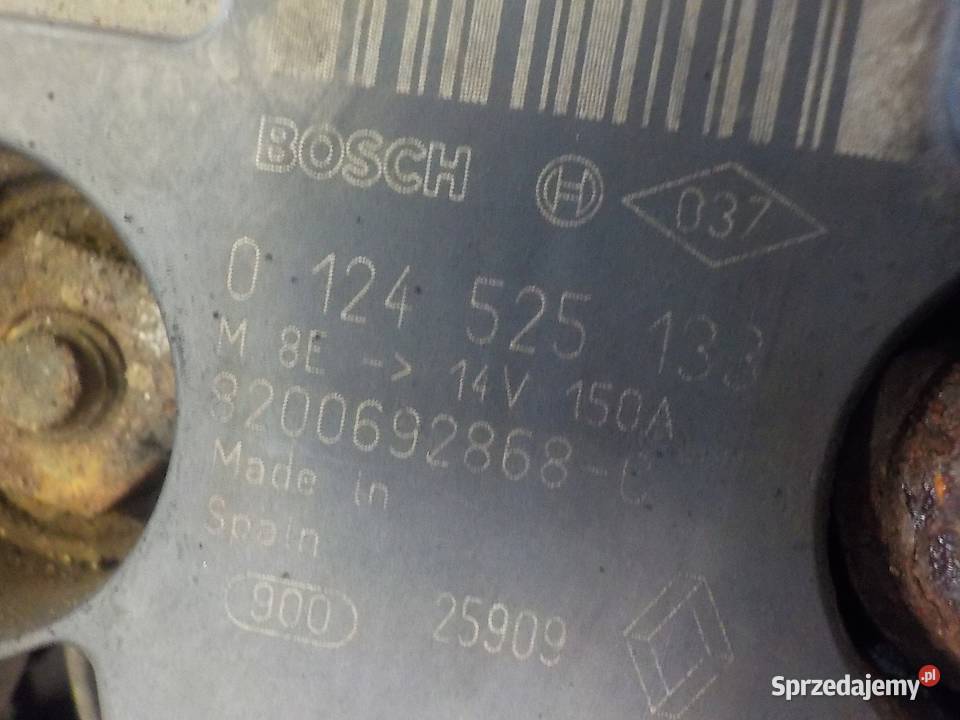 BOSCH H 037
0 124 525 133
M 8E -> 14V 150A
8200692868-C
Made in
Spain
900 25909
Sprzedajemy.pl